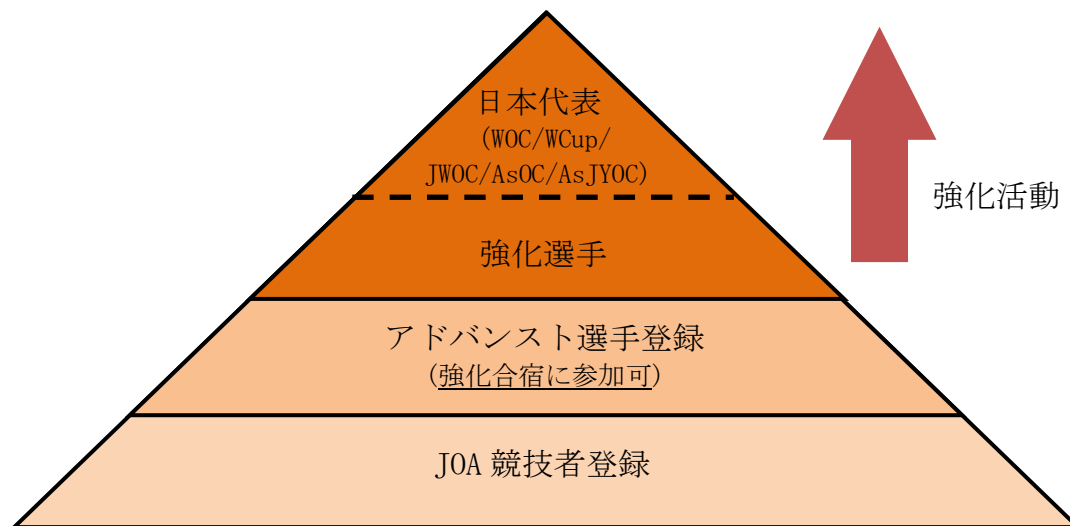 日本代表
(WOC/WCup/
JWOC/AsOC/AsJYOC)
強化活動
強化選手
アドバンスト選手登録
(強化合宿に参加可)
JOA 競技者登録